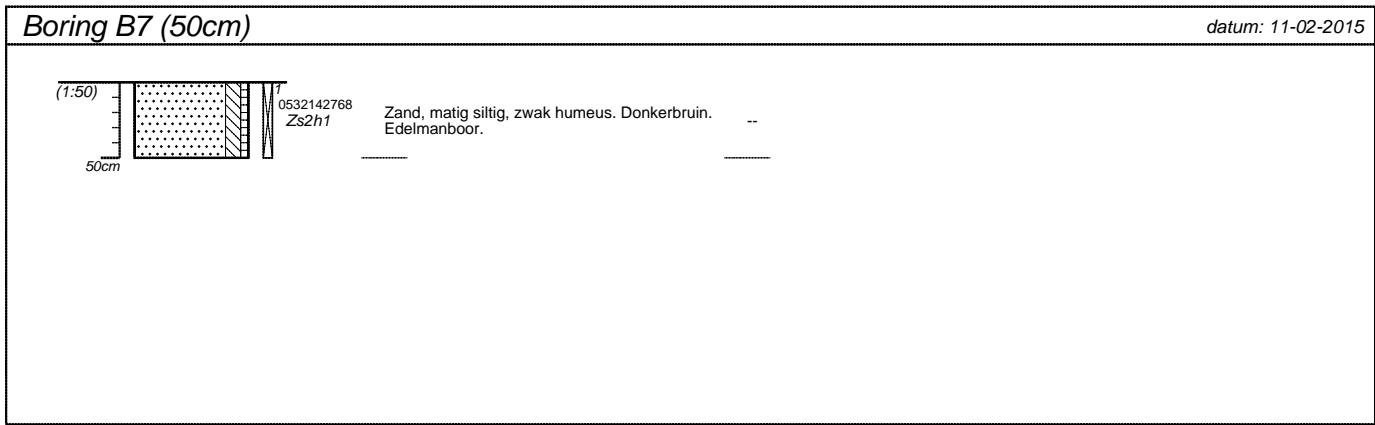 Boring B7 (50cm)
datum: 11-02-2015
(1:50)
1
0532142768
Zs2h1
Zand, matig siltig, zwak humeus. Donkerbruin.
Edelmanboor.
--
50cm